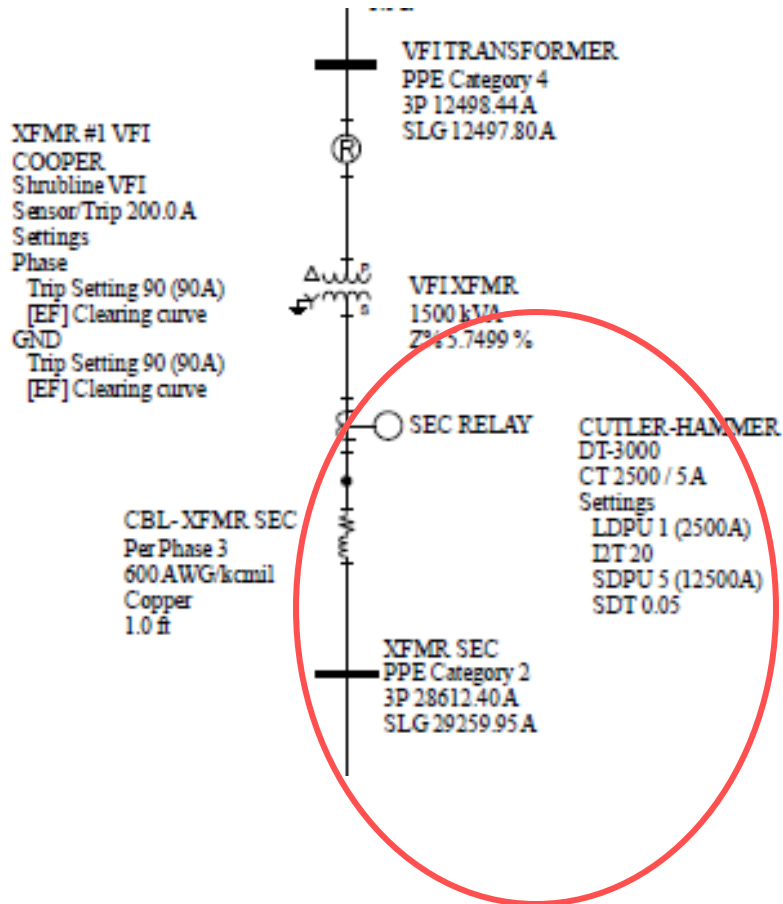 VFI TRANSFORMER
PPE Category 4
3P 12498.44 A
SLG 12497.80 A
XFMR #1 VFI
COOPER
Shrubline VFI
Sensor/Trip 200.0 A
Settings
Phase
Trip Setting 90 (90A)
[EF] Clearing curve
GND
Trip Setting 90 (90A)
[EF] Clearing curve
R
P
S
VFI XFMR
1500 kVA
Z% 5.7499 %
SEC RELAY
CUTLER-HAMMER
DT-3000
CT 2500 / 5 A
Settings
LDPU 1 (2500A)
I2T 20
SDPU 5 (12500A)
SDT 0.05
CBL- XFMR SEC
Per Phase 3
600 AWG/kcmil
Copper
1.0 ft
XFMR SEC
PPE Category 2
3P 28612.40 A
SLG 29259.95 A